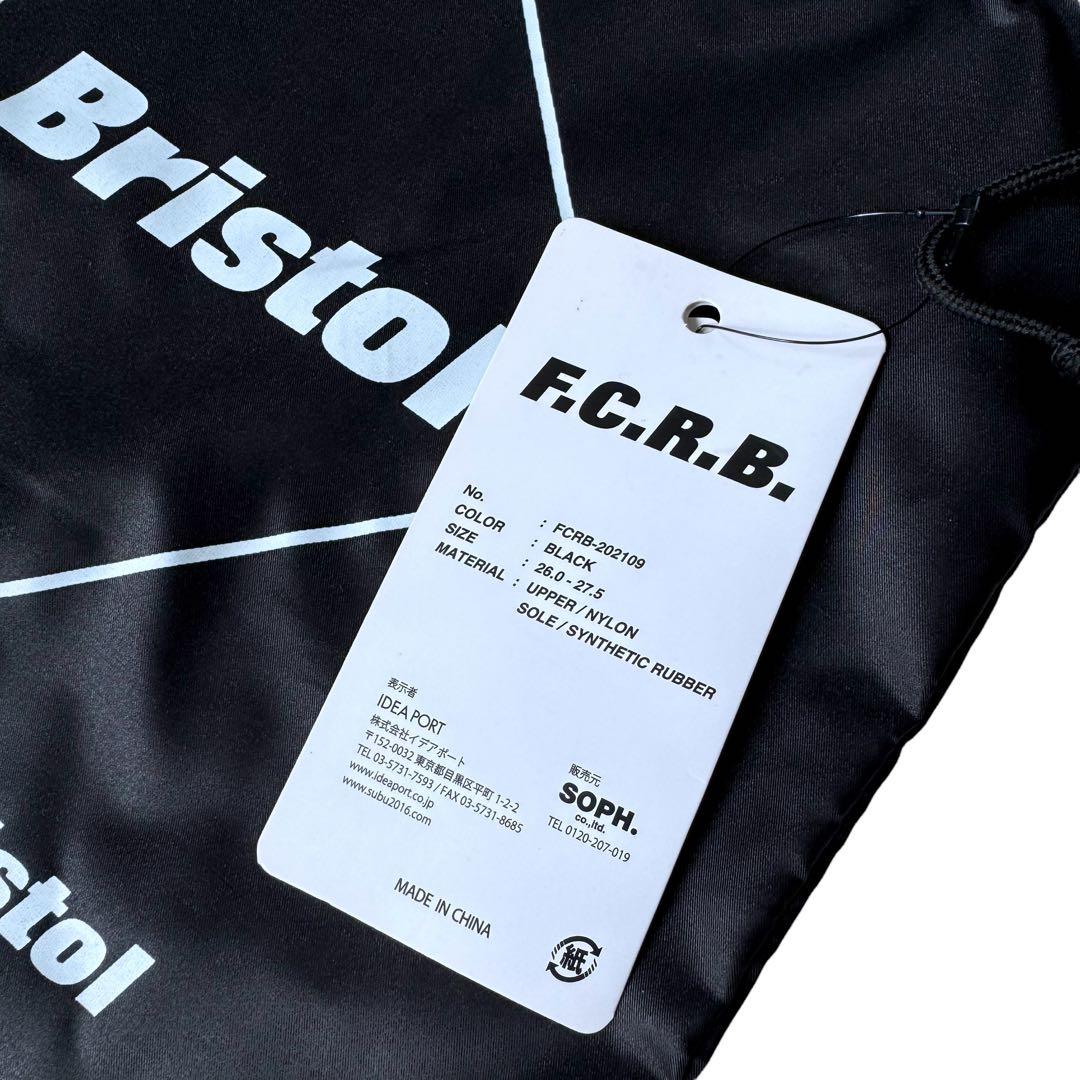 Bristol
F.C.R.B.
No. : FCRB-202109
COLOR : BLACK
SIZE : 26.0 - 27.5
MATERIAL : UPPER / NYLON
SOLE / SYNTHETIC RUBBER
表示者
IDEA PORT
株式会社イデアポート
〒152-0032 東京都目黒区平町 1-2-2
TEL 03-5731-7593 / FAX 03-5731-8685
www.ideaport.co.jp
www.subu2016.com
販売元
SOPH.
co.,ltd.
TEL 0120-207-019
MADE IN CHINA
紙
stol